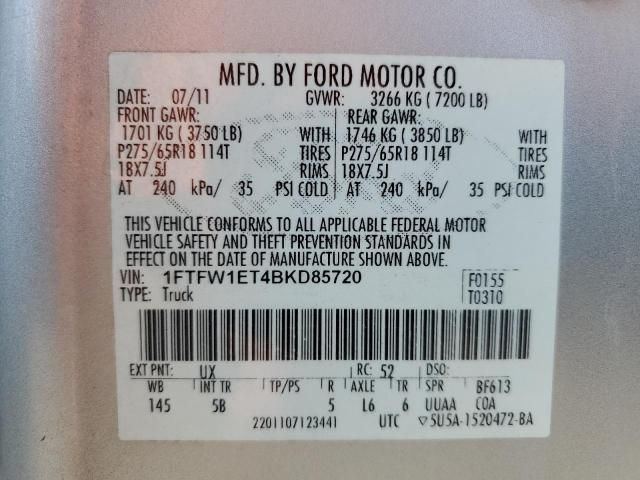 MFD. BY FORD MOTOR CO.
DATE: 07/11 GVWR: 3266 KG ( 7200 LB)
FRONT GAWR: REAR GAWR:
1701 KG ( 3750 LB) WITH 1746 KG ( 3850 LB) WITH
P275/65R18 114T TIRES P275/65R18 114T TIRES
18X7.5J RIMS 18X7.5J RIMS
AT 240 kPa/ 35 PSI COLD AT 240 kPa/ 35 PSI COLD
THIS VEHICLE CONFORMS TO ALL APPLICABLE FEDERAL MOTOR
VEHICLE SAFETY AND THEFT PREVENTION STANDARDS IN
EFFECT ON THE DATE OF MANUFACTURE SHOWN ABOVE.
VIN: 1FTFW1ET4BKD85720 F0155
TYPE: Truck T0310
EXT PNT: UX RC: 52 DSO:
WB INT TR TP/PS R AXLE TR SPR BF613
145 5B 5 L6 6 UUAA COA
2201107123441 UTC ▽5U5A-1520472-BA